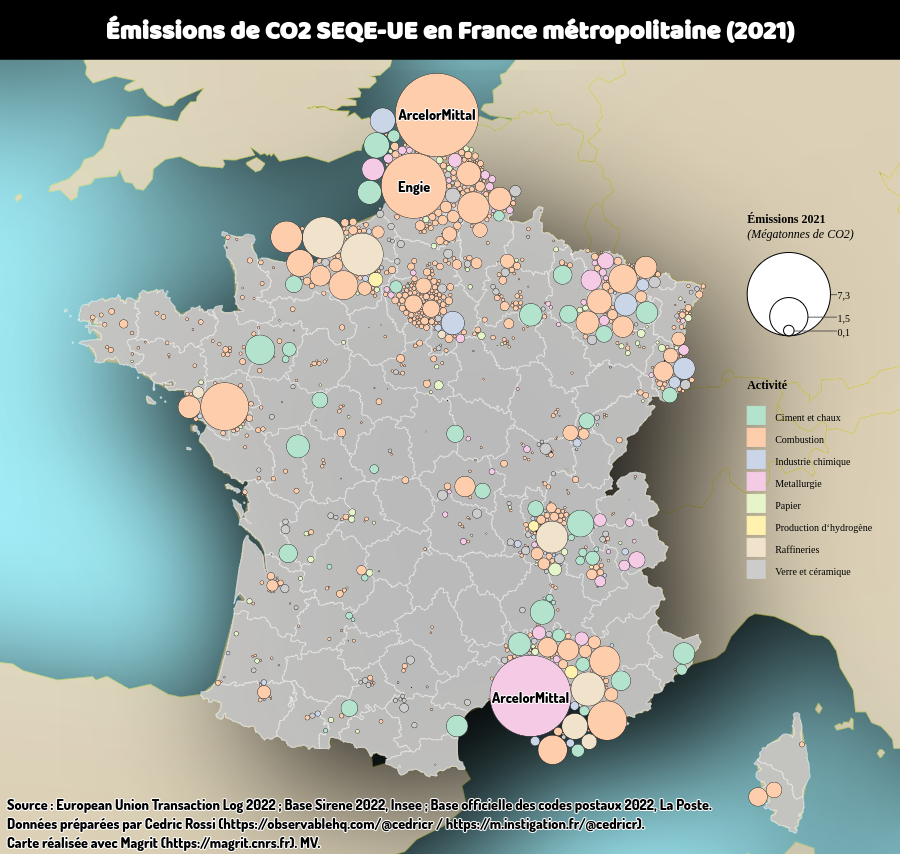 Émissions de CO2 SEQE-UE en France métropolitaine (2021)
ArcelorMittal
Engie
Émissions 2021
(Mégatonnes de CO2)
7,3
1,5
0,1
Activité
Ciment et chaux
Combustion
Industrie chimique
Metallurgie
Papier
Production d'hydrogène
Raffineries
Verre et céramique
ArcelorMittal
Source : European Union Transaction Log 2022 ; Base Sirene 2022, Insee ; Base officielle des codes postaux 2022, La Poste.
Données préparées par Cedric Rossi (https://observablehq.com/@cedricr / https://m.instigation.fr/@cedricr).
Carte réalisée avec Magrit (https://magrit.cnrs.fr). MV.